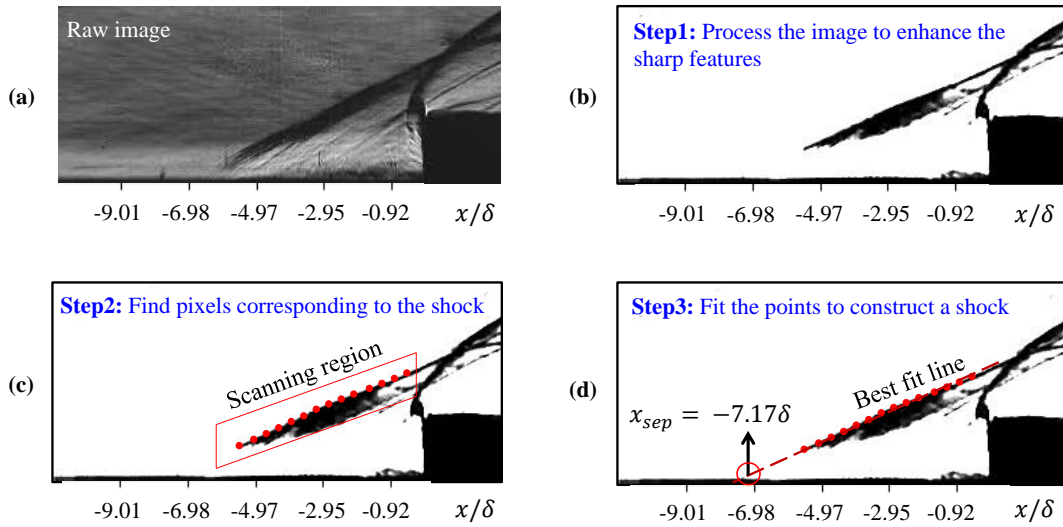 Raw image
(a)
-9.01 -6.98 -4.97 -2.95 -0.92 x/δ
Step1: Process the image to enhance the
sharp features
(b)
-9.01 -6.98 -4.97 -2.95 -0.92 x/δ
Step2: Find pixels corresponding to the shock
Scanning region
(c)
-9.01 -6.98 -4.97 -2.95 -0.92 x/δ
Step3: Fit the points to construct a shock
Best fit line
(d)
x_sep = −7.17δ
-9.01 -6.98 -4.97 -2.95 -0.92 x/δ